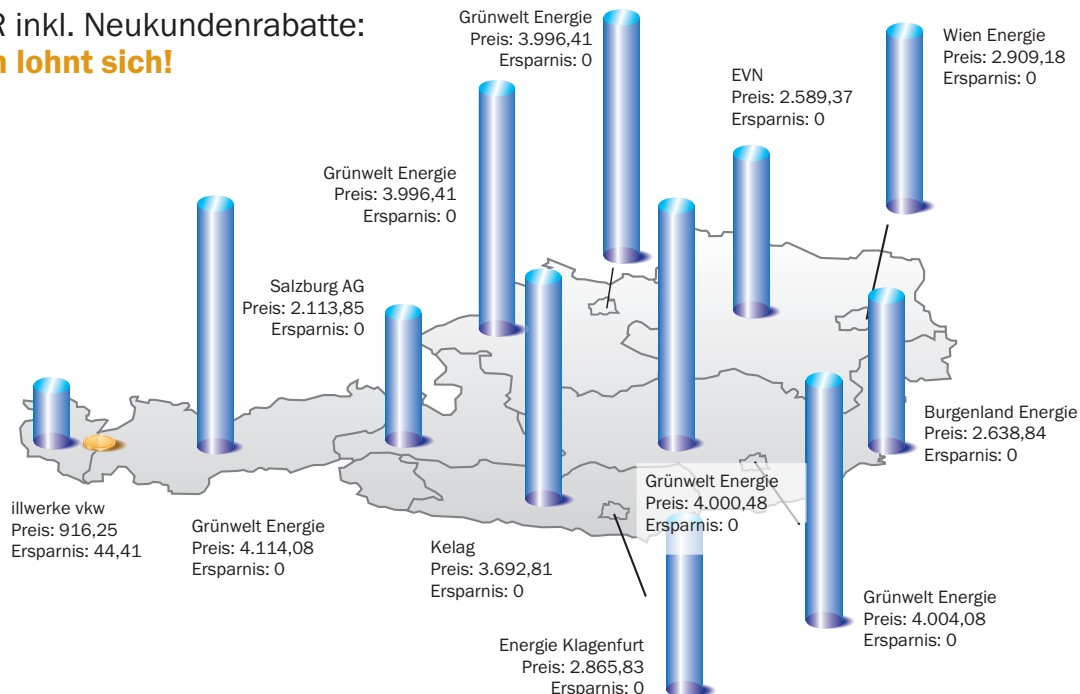 R inkl. Neukundenrabatte:
n lohnt sich!
Grünwelt Energie
Preis: 3.996,41
Ersparnis: 0
Wien Energie
Preis: 2.909,18
Ersparnis: 0
EVN
Preis: 2.589,37
Ersparnis: 0
Grünwelt Energie
Preis: 3.996,41
Ersparnis: 0
Salzburg AG
Preis: 2.113,85
Ersparnis: 0
Burgenland Energie
Preis: 2.638,84
Ersparnis: 0
Grünwelt Energie
Preis: 4.000,48
Ersparnis: 0
illwerke vkw
Preis: 916,25
Ersparnis: 44,41
Grünwelt Energie
Preis: 4.114,08
Ersparnis: 0
Kelag
Preis: 3.692,81
Ersparnis: 0
Grünwelt Energie
Preis: 4.004,08
Ersparnis: 0
Energie Klagenfurt
Preis: 2.865,83
Ersparnis: 0